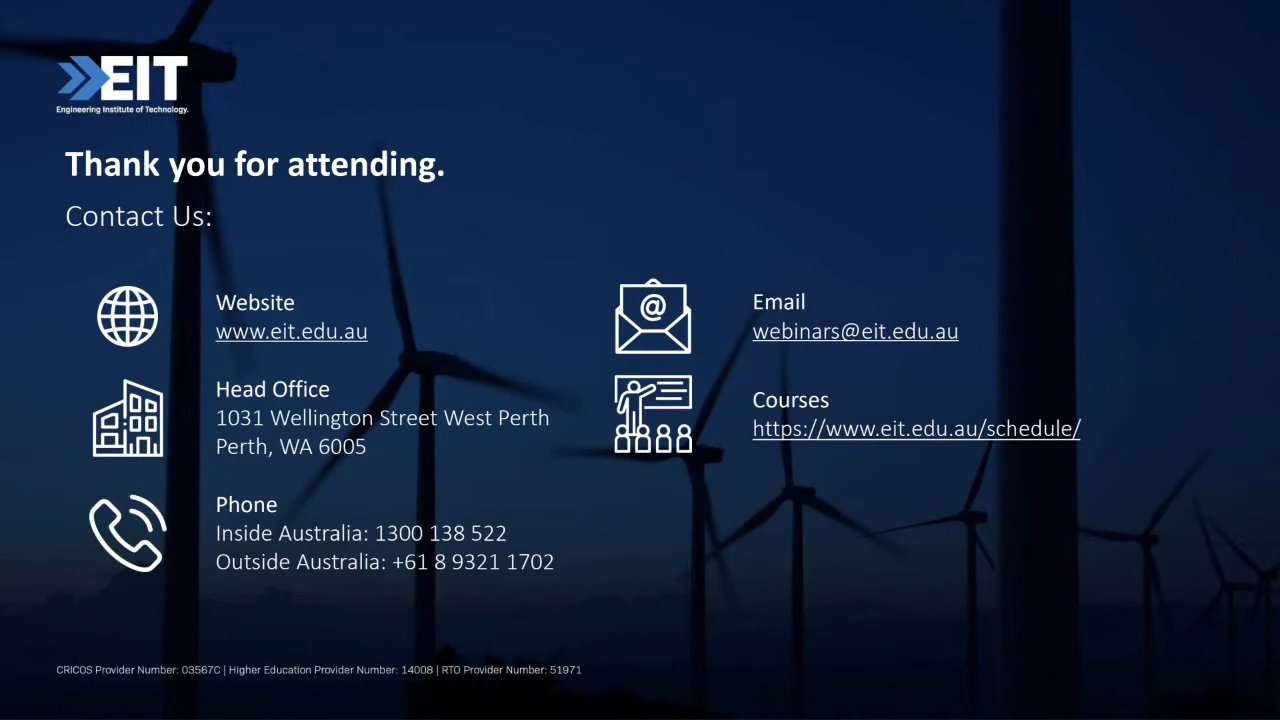 EIT
Engineering Institute of Technology.
Thank you for attending.
Contact Us:
Website
www.eit.edu.au
Head Office
1031 Wellington Street West Perth
Perth, WA 6005
Phone
Inside Australia: 1300 138 522
Outside Australia: +61 8 9321 1702
@
Email
webinars@eit.edu.au
Courses
https://www.eit.edu.au/schedule/
CRICOS Provider Number: 03567C | Higher Education Provider Number: 14008 | RTO Provider Number: 51971